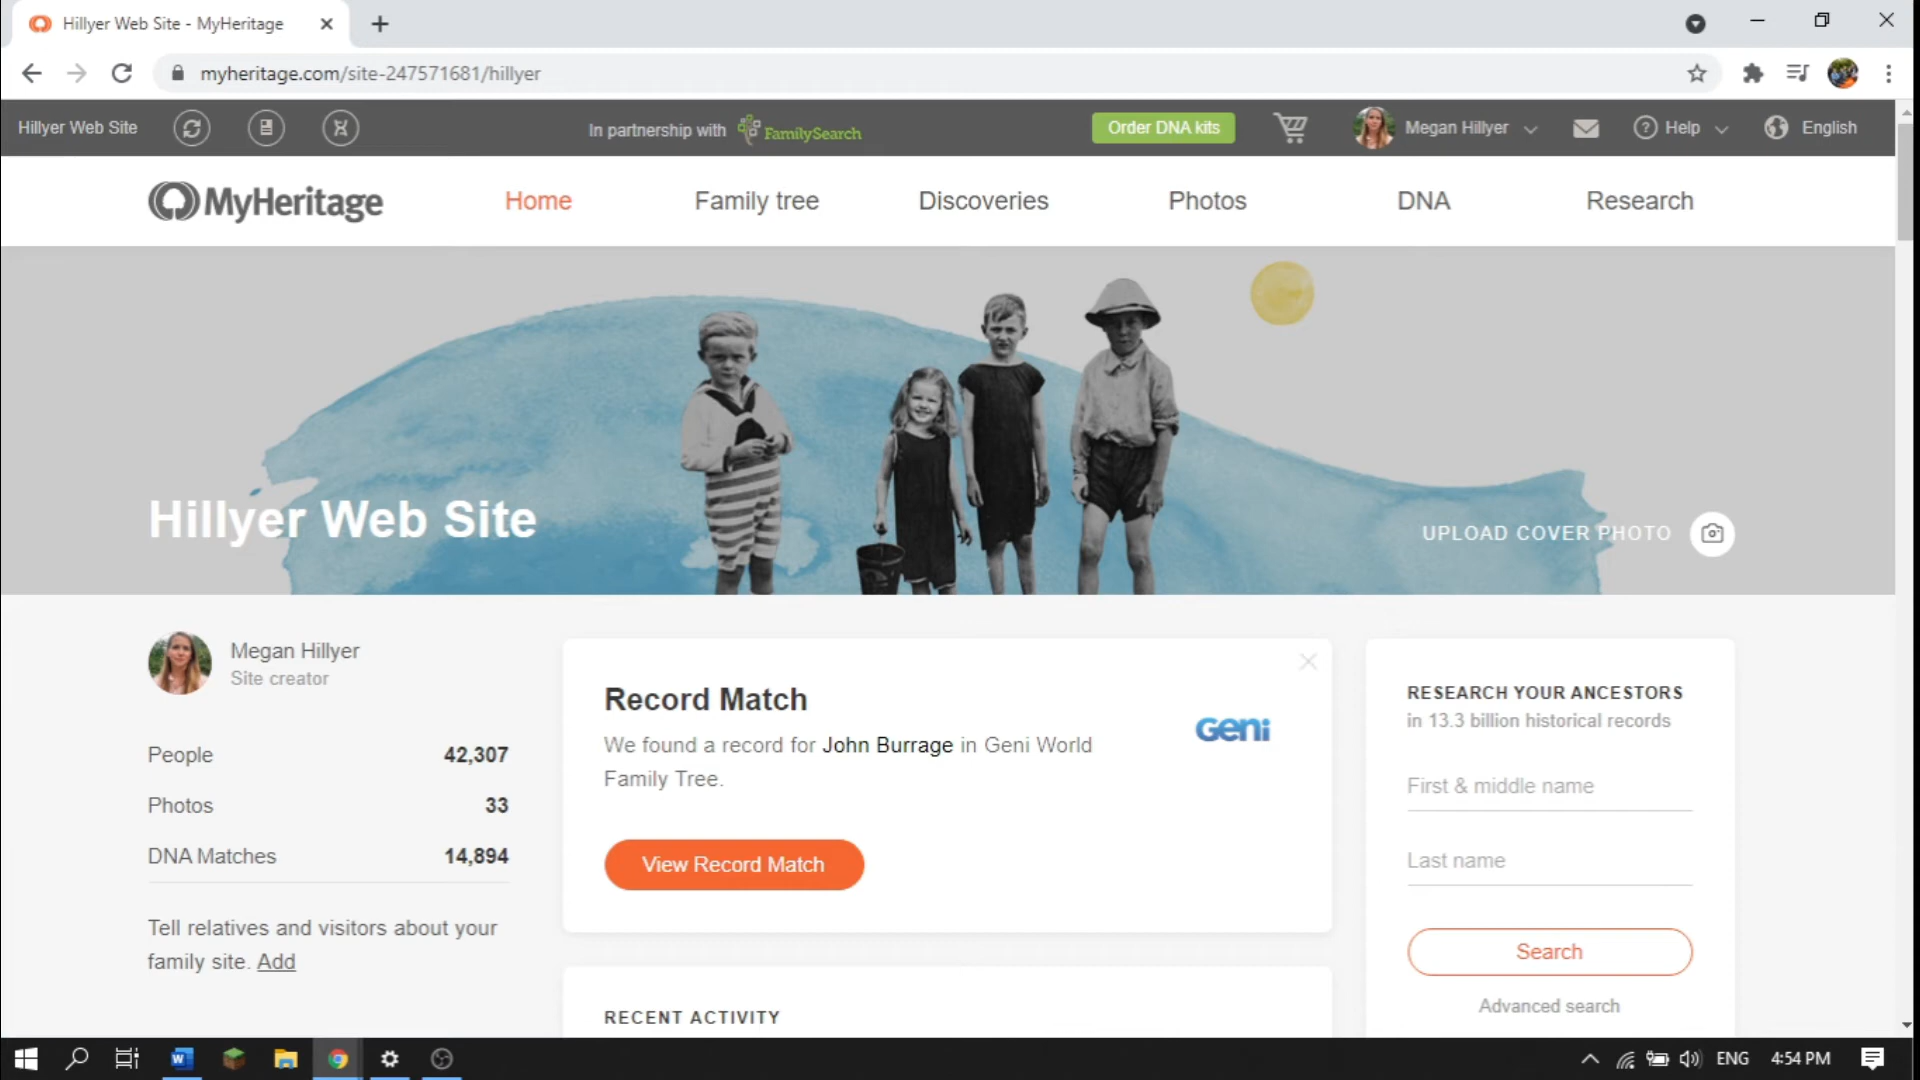 Hillyer Web Site - MyHeritage
myheritage.com/site-247571681/hillyer
Hillyer Web Site
In partnership with FamilySearch
Order DNA kits
Megan Hillyer
Help
English
MyHeritage
Home
Family tree
Discoveries
Photos
DNA
Research
Hillyer Web Site
UPLOAD COVER PHOTO
Megan Hillyer
Site creator
People 42,307
Photos 33
DNA Matches 14,894
Tell relatives and visitors about your
family site. Add
Record Match
We found a record for John Burrage in Geni World
Family Tree.
Geni
View Record Match
RECENT ACTIVITY
RESEARCH YOUR ANCESTORS
in 13.3 billion historical records
First & middle name
Last name
Search
Advanced search
ENG
4:54 PM